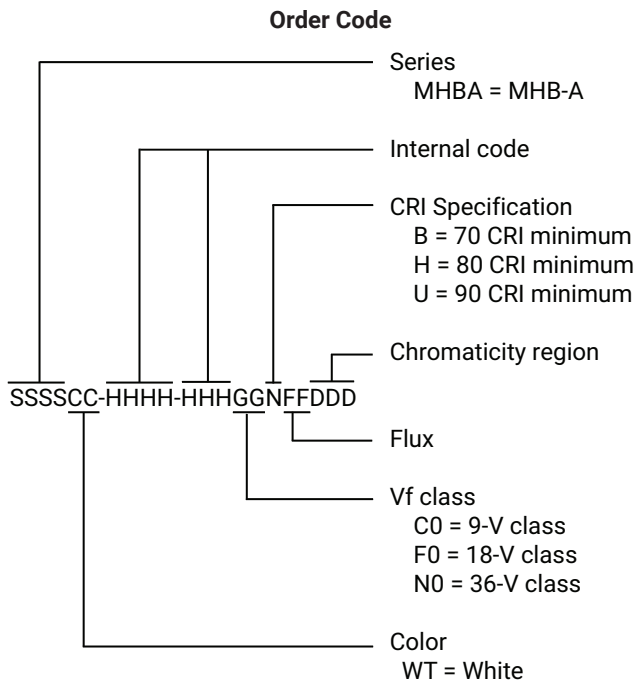 Order Code
Series
MHBA = MHB-A
Internal code
CRI Specification
B = 70 CRI minimum
H = 80 CRI minimum
U = 90 CRI minimum
Chromaticity region
SSSSCC-HHHH-HHHGGNFFDDD
Flux
Vf class
C0 = 9-V class
F0 = 18-V class
N0 = 36-V class
Color
WT = White